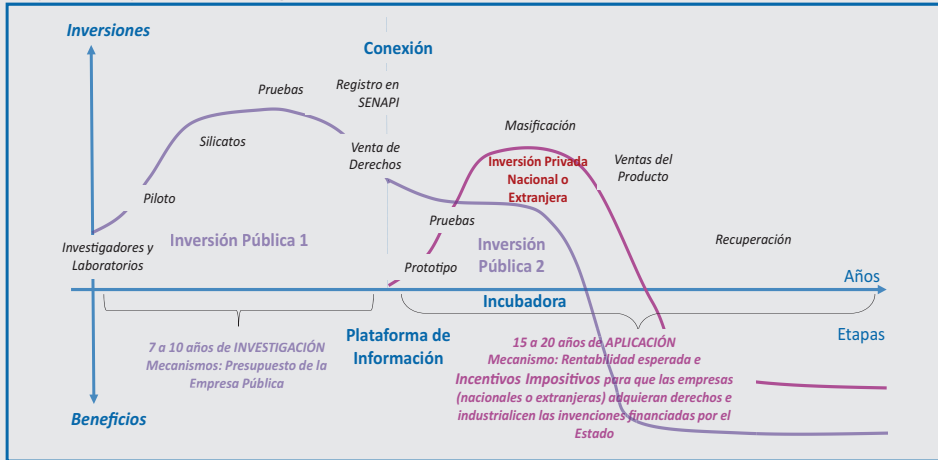 Inversiones
Conexión
Pruebas
Registro en
SENAPI
Masificación
Silicatos
Venta de
Derechos
Inversión Privada
Nacional o
Extranjera
Ventas del
Producto
Piloto
Pruebas
Investigadores y
Laboratorios
Inversión Pública 1
Inversión
Pública 2
Prototipo
Recuperación
Años
Incubadora
Etapas
7 a 10 años de INVESTIGACIÓN
Mecanismos: Presupuesto de la
Empresa Pública
Plataforma de
Información
15 a 20 años de APLICACIÓN
Mecanismo: Rentabilidad esperada e
Incentivos Impositivos para que las empresas
(nacionales o extranjeras) adquieran derechos e
industrialicen las invenciones financiadas por el
Estado
Beneficios